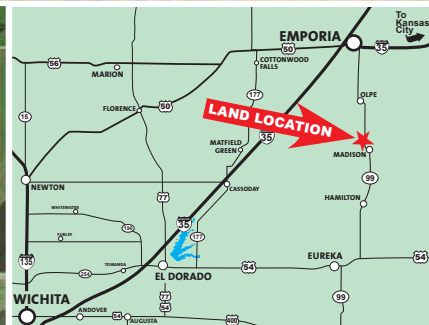 To
Kansas
City
EMPORIA
35
50
56
MARION
COTTONWOOD
FALLS
OLPE
177
FLORENCE
50
15
LAND LOCATION
35
MATFIELD
GREEN
MADISON
99
NEWTON
77
CASSODAY
HAMILTON
WHITEWATER
35
196
177
FURLEY
135
TOWANDA
254
EL DORADO
54
EUREKA
54
WICHITA
77
54
99
ANDOVER
54
AUGUSTA
400